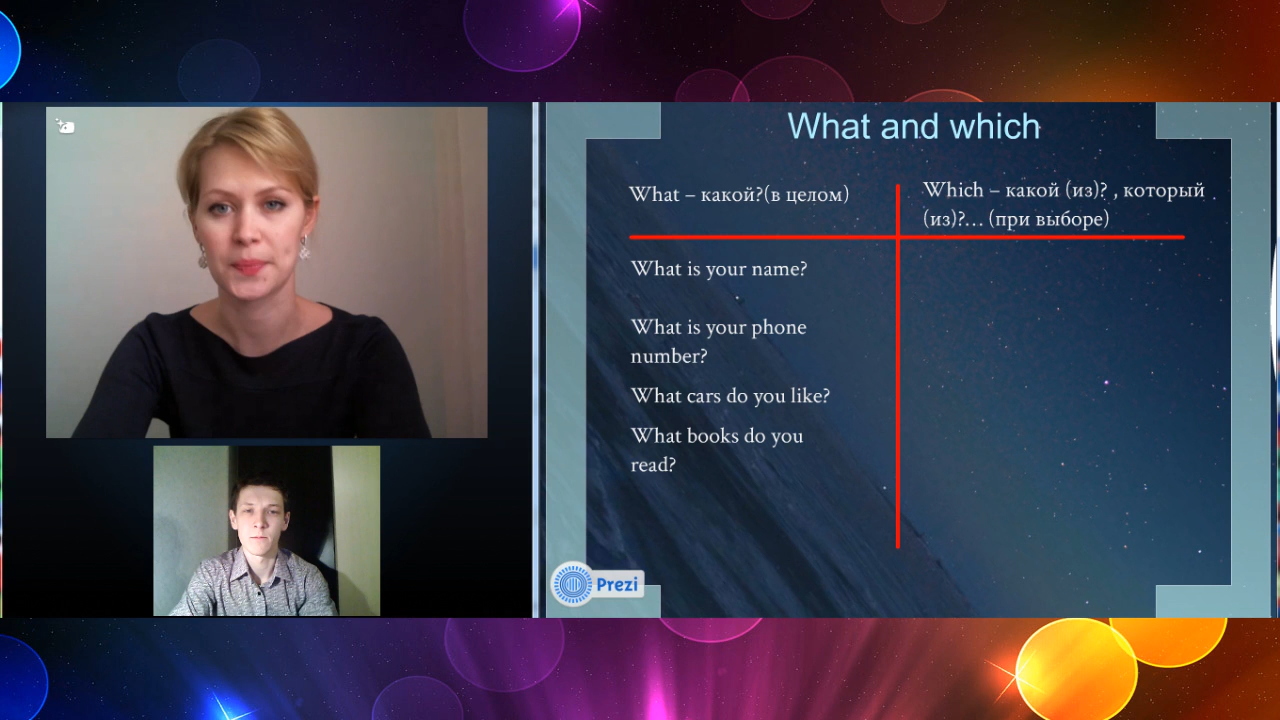 What and which
What – какой?(в целом)
Which – какой (из)? , который
(из)?... (при выборе)
What is your name?
What is your phone
number?
What cars do you like?
What books do you
read?
Prezi